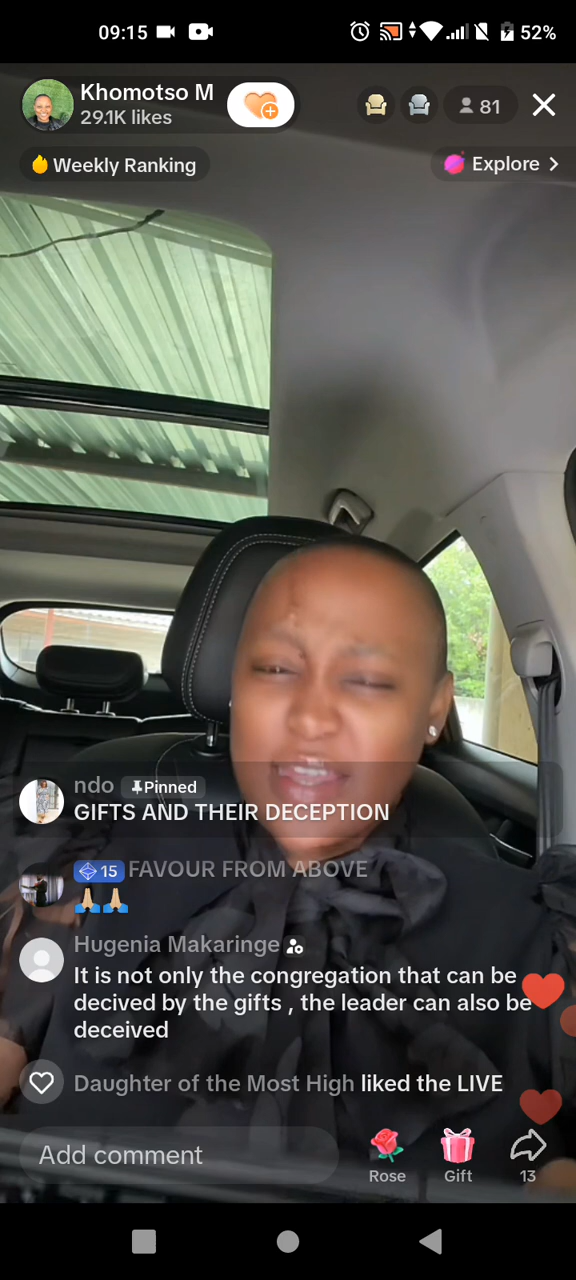 09:15
52%
Khomotso M
29.1K likes
81
Weekly Ranking
Explore
ndo Pinned
GIFTS AND THEIR DECEPTION
15 FAVOUR FROM ABOVE
🙏🏼🙏🏼
Hugenia Makaringe
It is not only the congregation that can be
decived by the gifts , the leader can also be
deceived
Daughter of the Most High liked the LIVE
Add comment
Rose
Gift
13